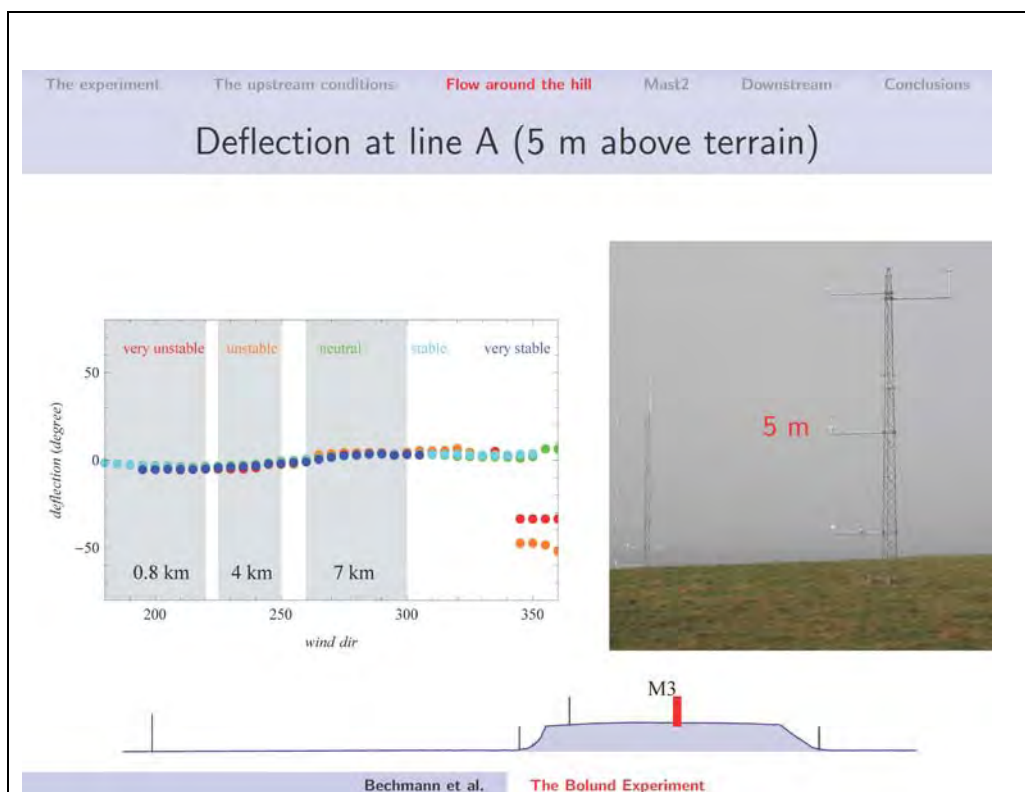 The experiment The upstream conditions Flow around the hill Mast2 Downstream Conclusions
Deflection at line A (5 m above terrain)
very unstable unstable neutral stable very stable
50
0
−50
deflection (degree)
0.8 km 4 km 7 km
200 250 300 350
wind dir
5 m
M3
Bechmann et al. The Bolund Experiment